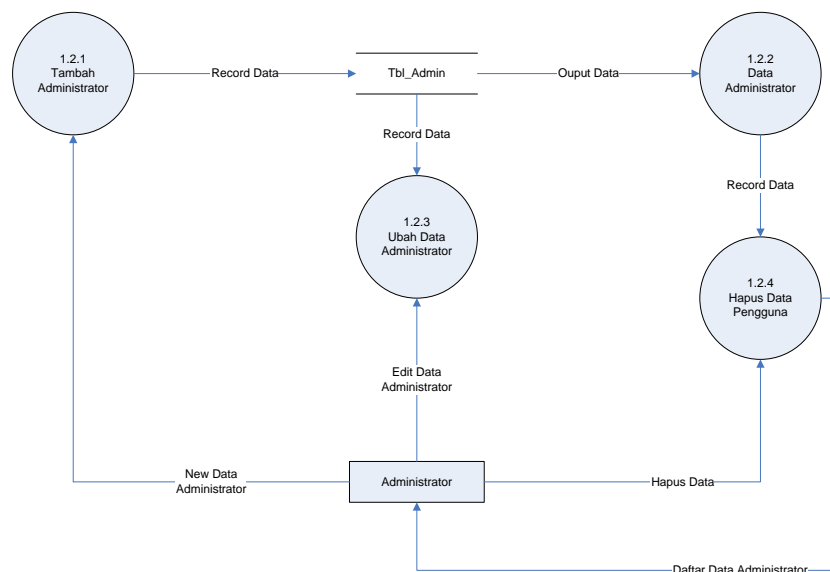 1.2.1
Tambah
Administrator
Record Data
Tbl_Admin
Ouput Data
1.2.2
Data
Administrator
Record Data
Record Data
1.2.3
Ubah Data
Administrator
1.2.4
Hapus Data
Pengguna
Edit Data
Administrator
New Data
Administrator
Administrator
Hapus Data
Daftar Data Administrator